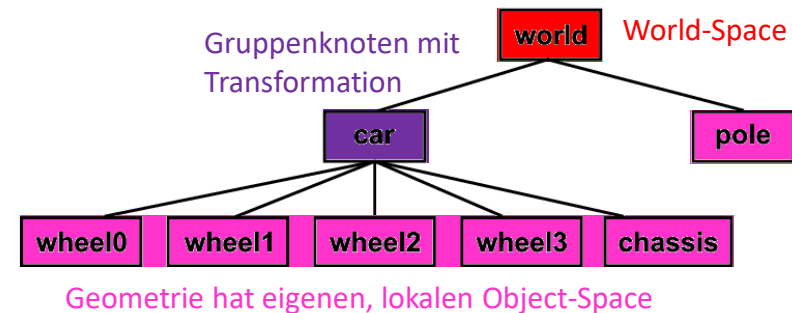 world
World-Space
Gruppenknoten mit
Transformation
car
pole
wheel0 wheel1 wheel2 wheel3 chassis
Geometrie hat eigenen, lokalen Object-Space